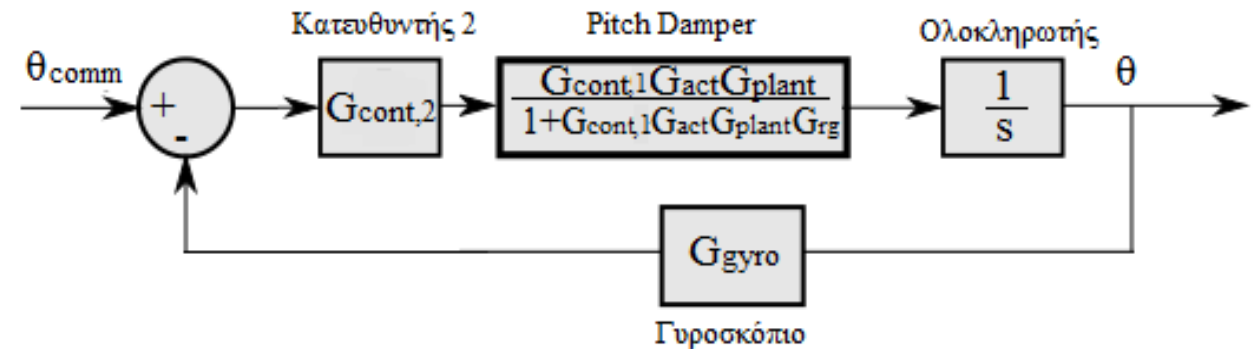 Κατευθυντής 2
Pitch Damper
Ολοκληρωτής
θcomm
+
-
Gcont,2
Gcont,1GactGplant
1+Gcont,1GactGplantGrg
1
s
θ
Ggyro
Γυροσκόπιο